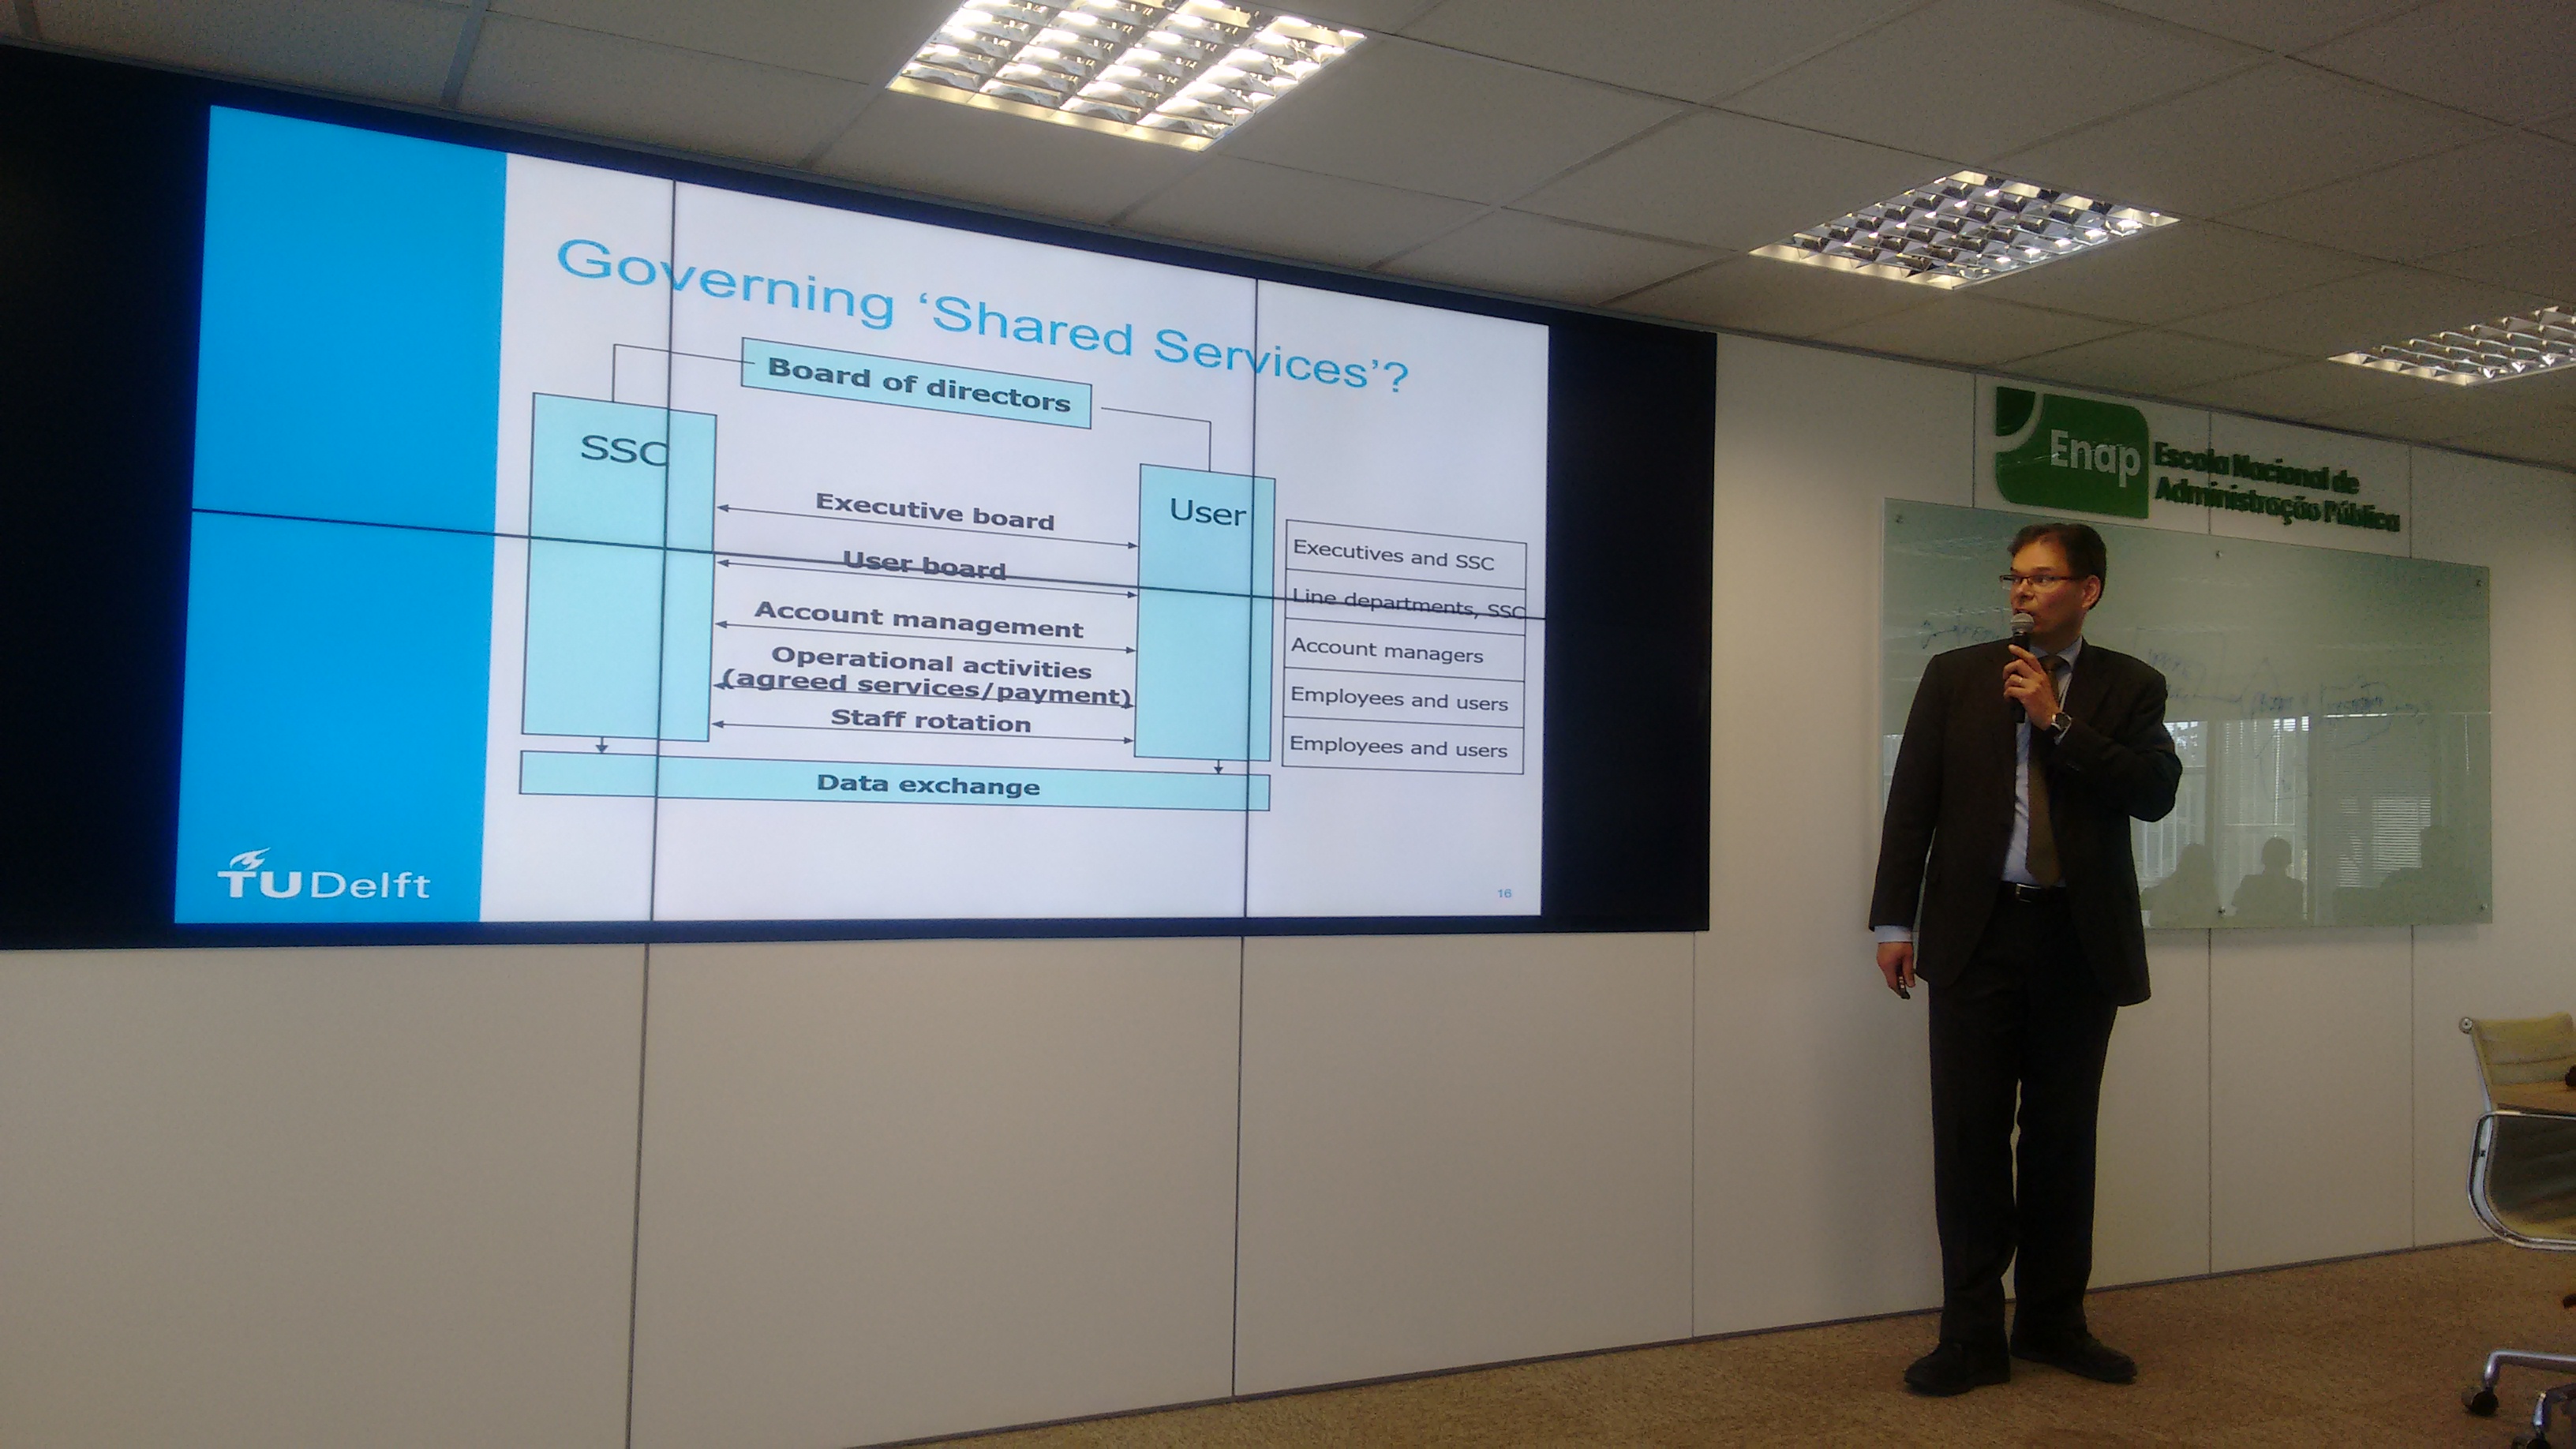 Governing ‘Shared Services’?
Board of directors
SSC
User
Executive board
User board
Account management
Operational activities
(agreed services/payment)
Staff rotation
Data exchange
Executives and SSC
Line departments, SSC
Account managers
Employees and users
Employees and users
TU Delft
16
Enap
Escola Nacional de
Administração Pública